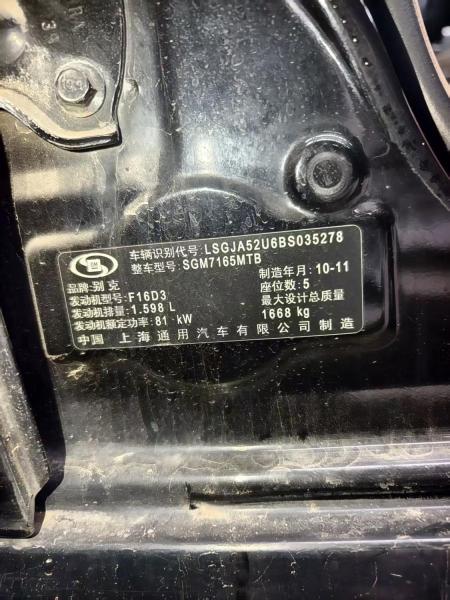 车辆识别代号: LSGJA52U6BS035278
整车型号: SGM7165MTB
品牌: 别克 制造年月: 10-11
发动机型号: F16D3 座位数: 5
发动机排量: 1.598 L 最大设计总质量
发动机额定功率: 81 kW 1668 kg
中国 上海通用汽车有限公司制造